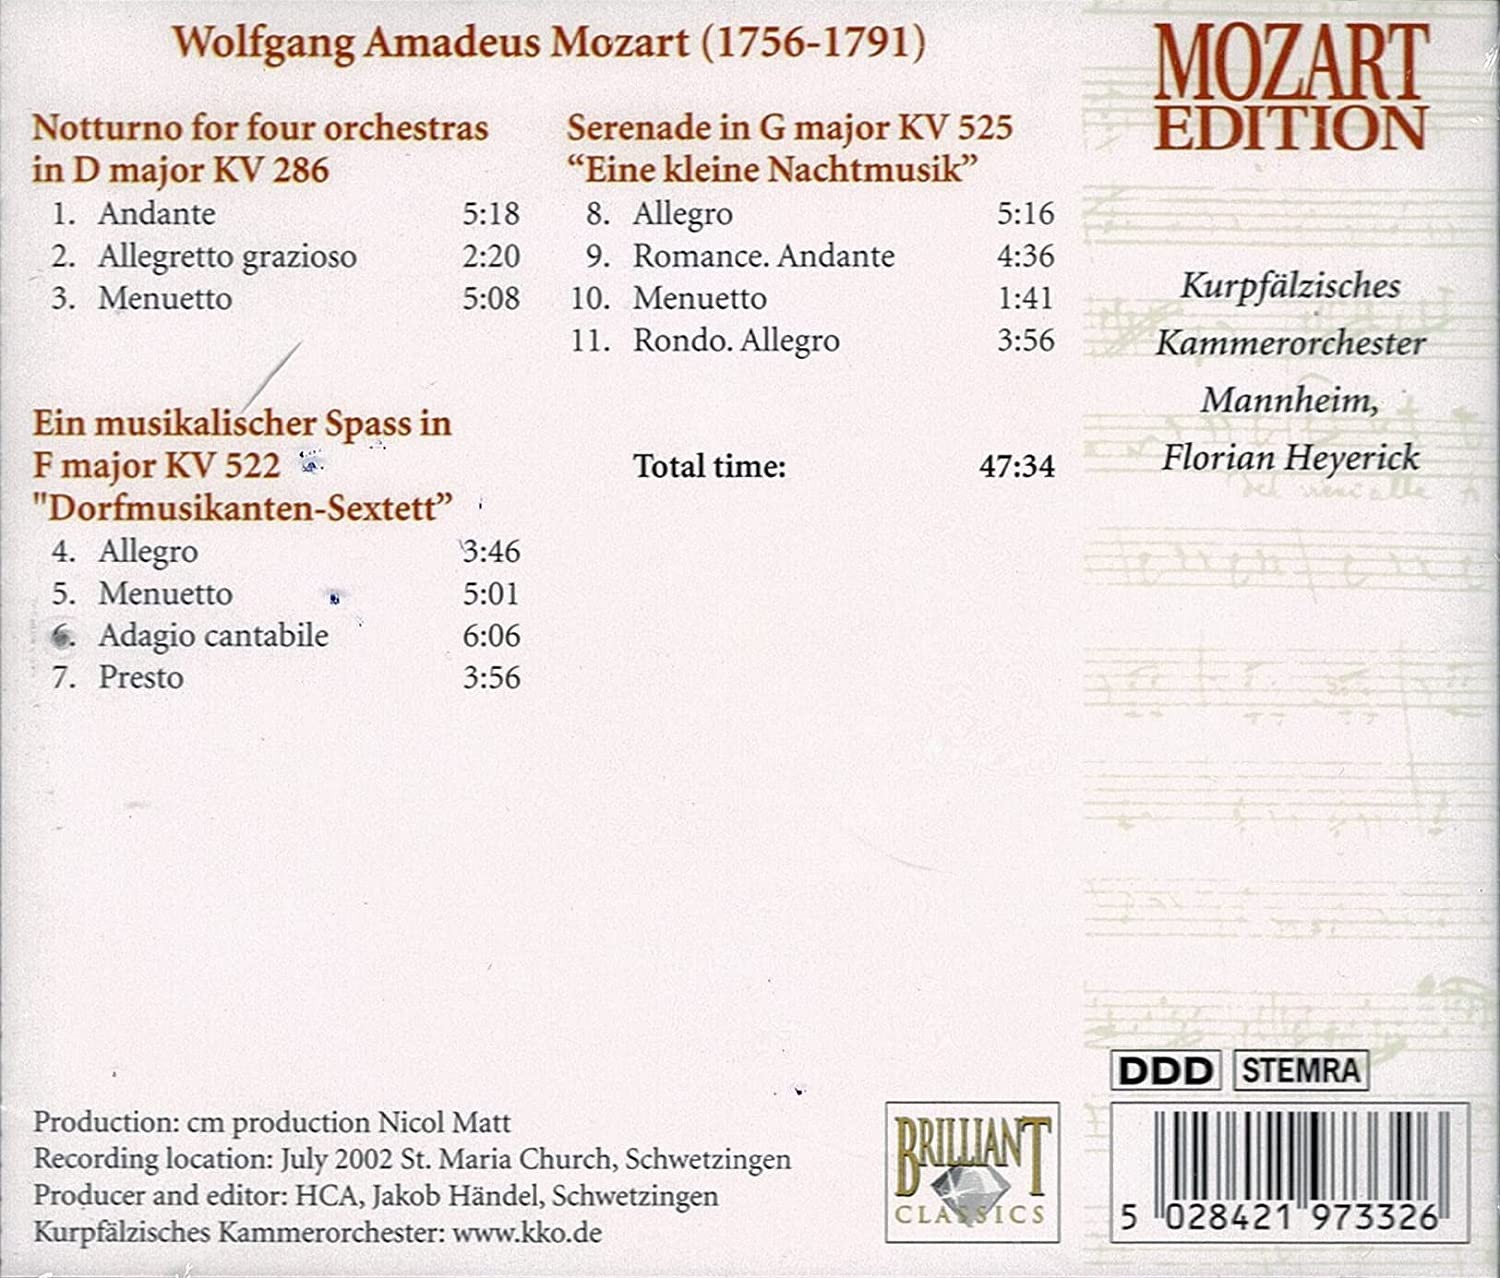 Wolfgang Amadeus Mozart (1756-1791)
Notturno for four orchestras
in D major KV 286
1. Andante 5:18
2. Allegretto grazioso 2:20
3. Menuetto 5:08
Ein musikalischer Spass in
F major KV 522
"Dorfmusikanten-Sextett”
4. Allegro 3:46
5. Menuetto 5:01
6. Adagio cantabile 6:06
7. Presto 3:56
Serenade in G major KV 525
“Eine kleine Nachtmusik”
8. Allegro 5:16
9. Romance. Andante 4:36
10. Menuetto 1:41
11. Rondo. Allegro 3:56
Total time: 47:34
MOZART
EDITION
Kurpfälzisches
Kammerorchester
Mannheim,
Florian Heyerick
Production: cm production Nicol Matt
Recording location: July 2002 St. Maria Church, Schwetzingen
Producer and editor: HCA, Jakob Händel, Schwetzingen
Kurpfälzisches Kammerorchester: www.kko.de
BRILLIANT
CLASSICS
DDD STEMRA
5 028421 973326